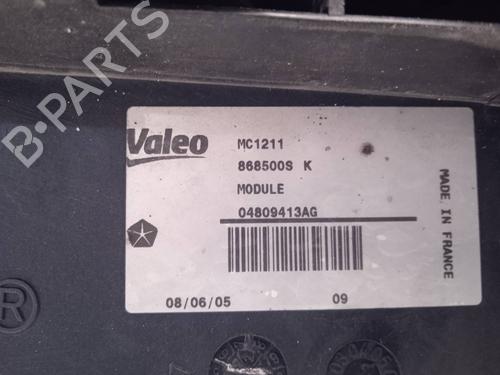 Valeo
MC1211
868500S K
MODULE
04809413AG
MADE IN FRANCE
08/06/05
09
®
B-PARTS